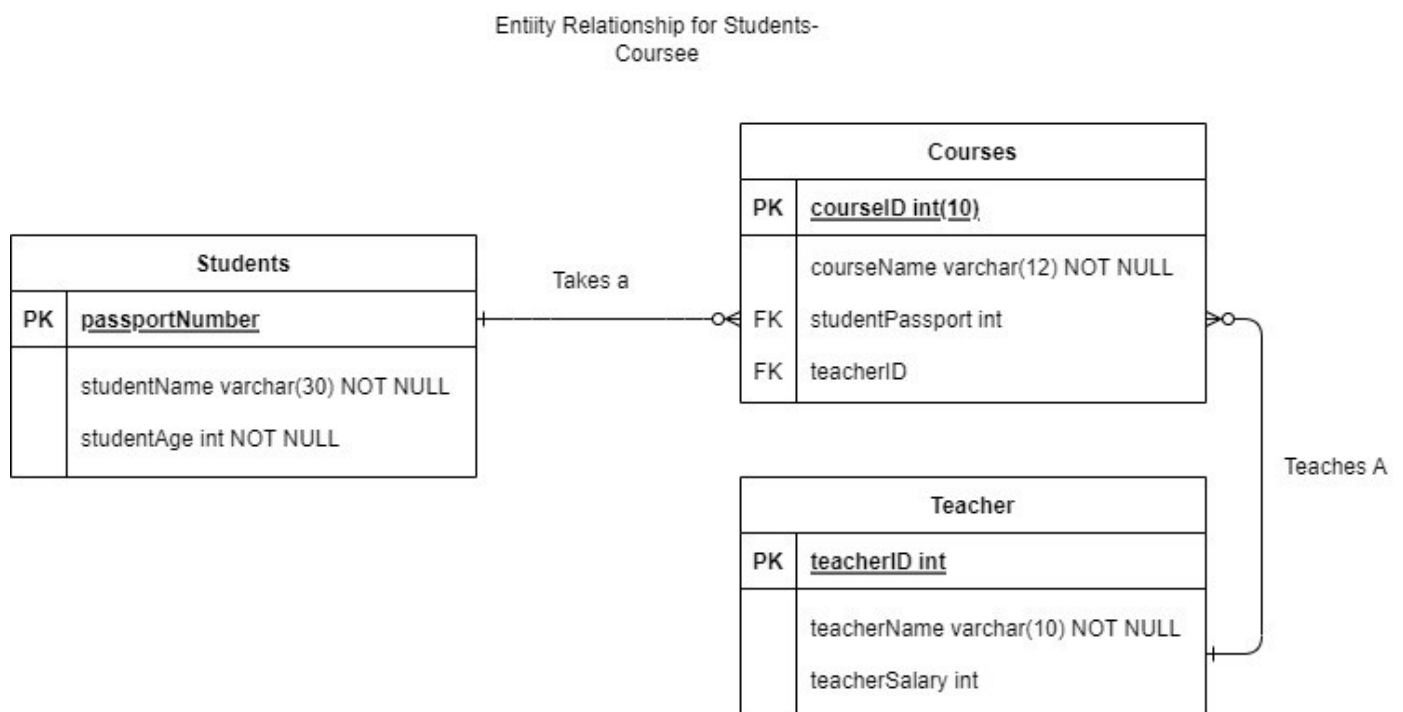 Entiity Relationship for Students-
Coursee
Courses
PK courseID int(10)
courseName varchar(12) NOT NULL
FK studentPassport int
FK teacherID
Students
PK passportNumber
studentName varchar(30) NOT NULL
studentAge int NOT NULL
Takes a
Teaches A
Teacher
PK teacherID int
teacherName varchar(10) NOT NULL
teacherSalary int